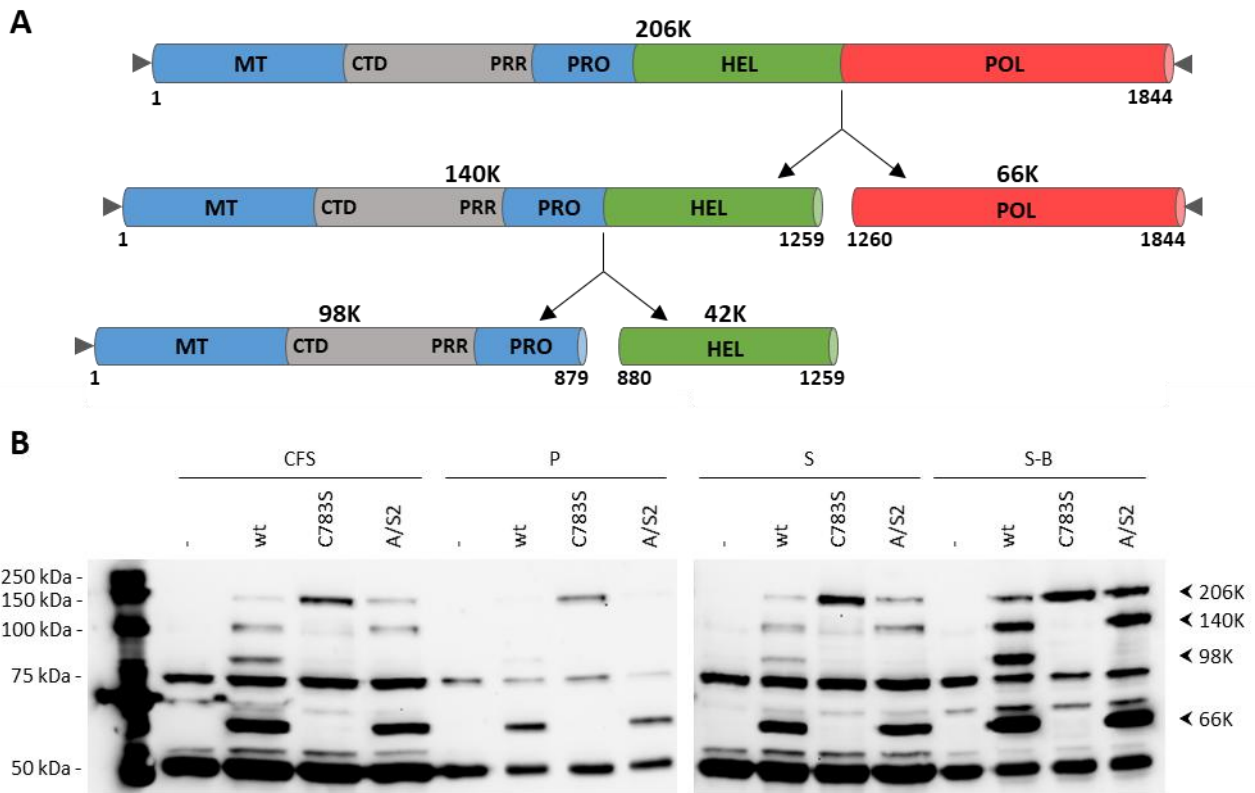 A
206K
MT CTD PRR PRO HEL POL
1 1844
140K 66K
MT CTD PRR PRO HEL POL
1 1259 1260 1844
98K 42K
MT CTD PRR PRO HEL
1 879 880 1259
B
CFS P S S-B
- wt C783S A/S2 - wt C783S A/S2 - wt C783S A/S2 - wt C783S A/S2
250 kDa -
150 kDa - 206K
140K
100 kDa -
98K
75 kDa -
66K
50 kDa -